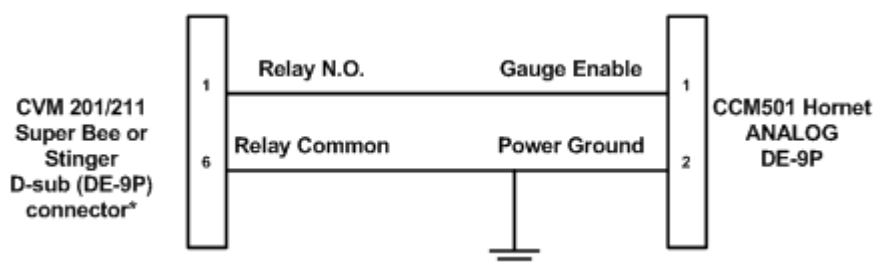 CVM 201/211
Super Bee or
Stinger
D-sub (DE-9P)
connector*
1
Relay N.O.
Gauge Enable
1
6
Relay Common
Power Ground
2
CCM501 Hornet
ANALOG
DE-9P